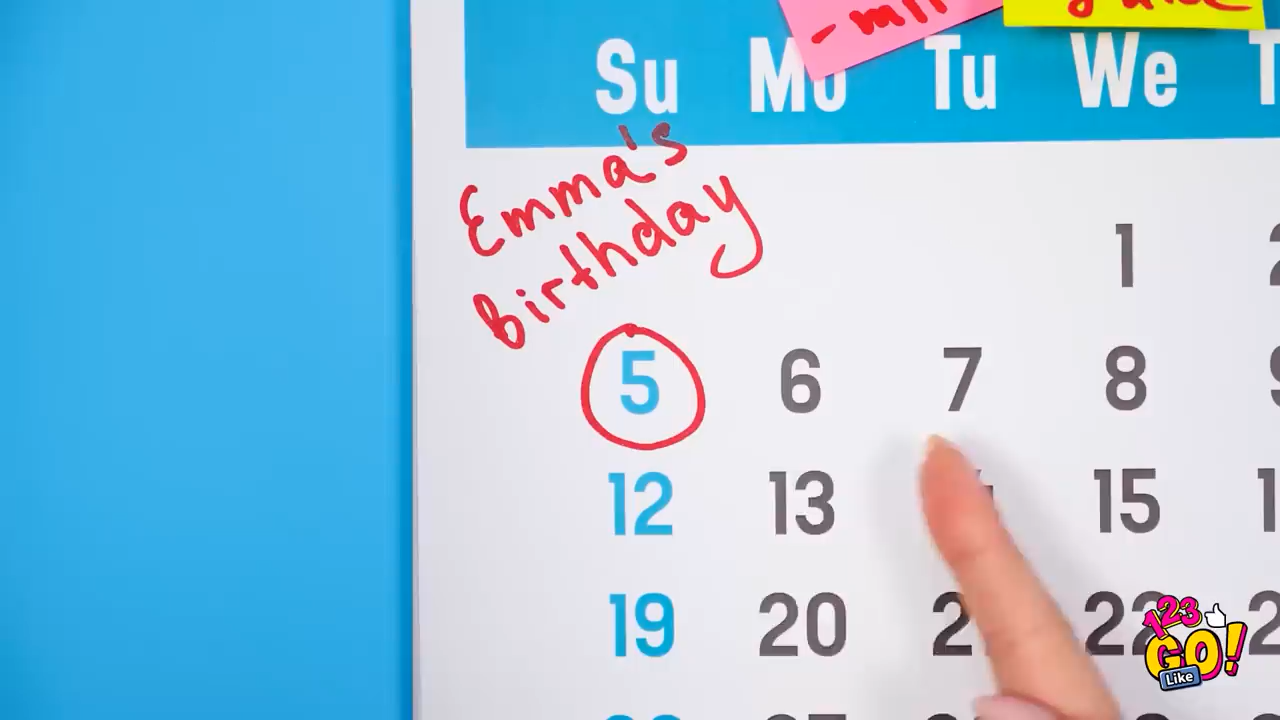 Su Mo Tu We
Emma's
Birthday
1
5 6 7 8
12 13 15
19 20 22
123
GO!
Like